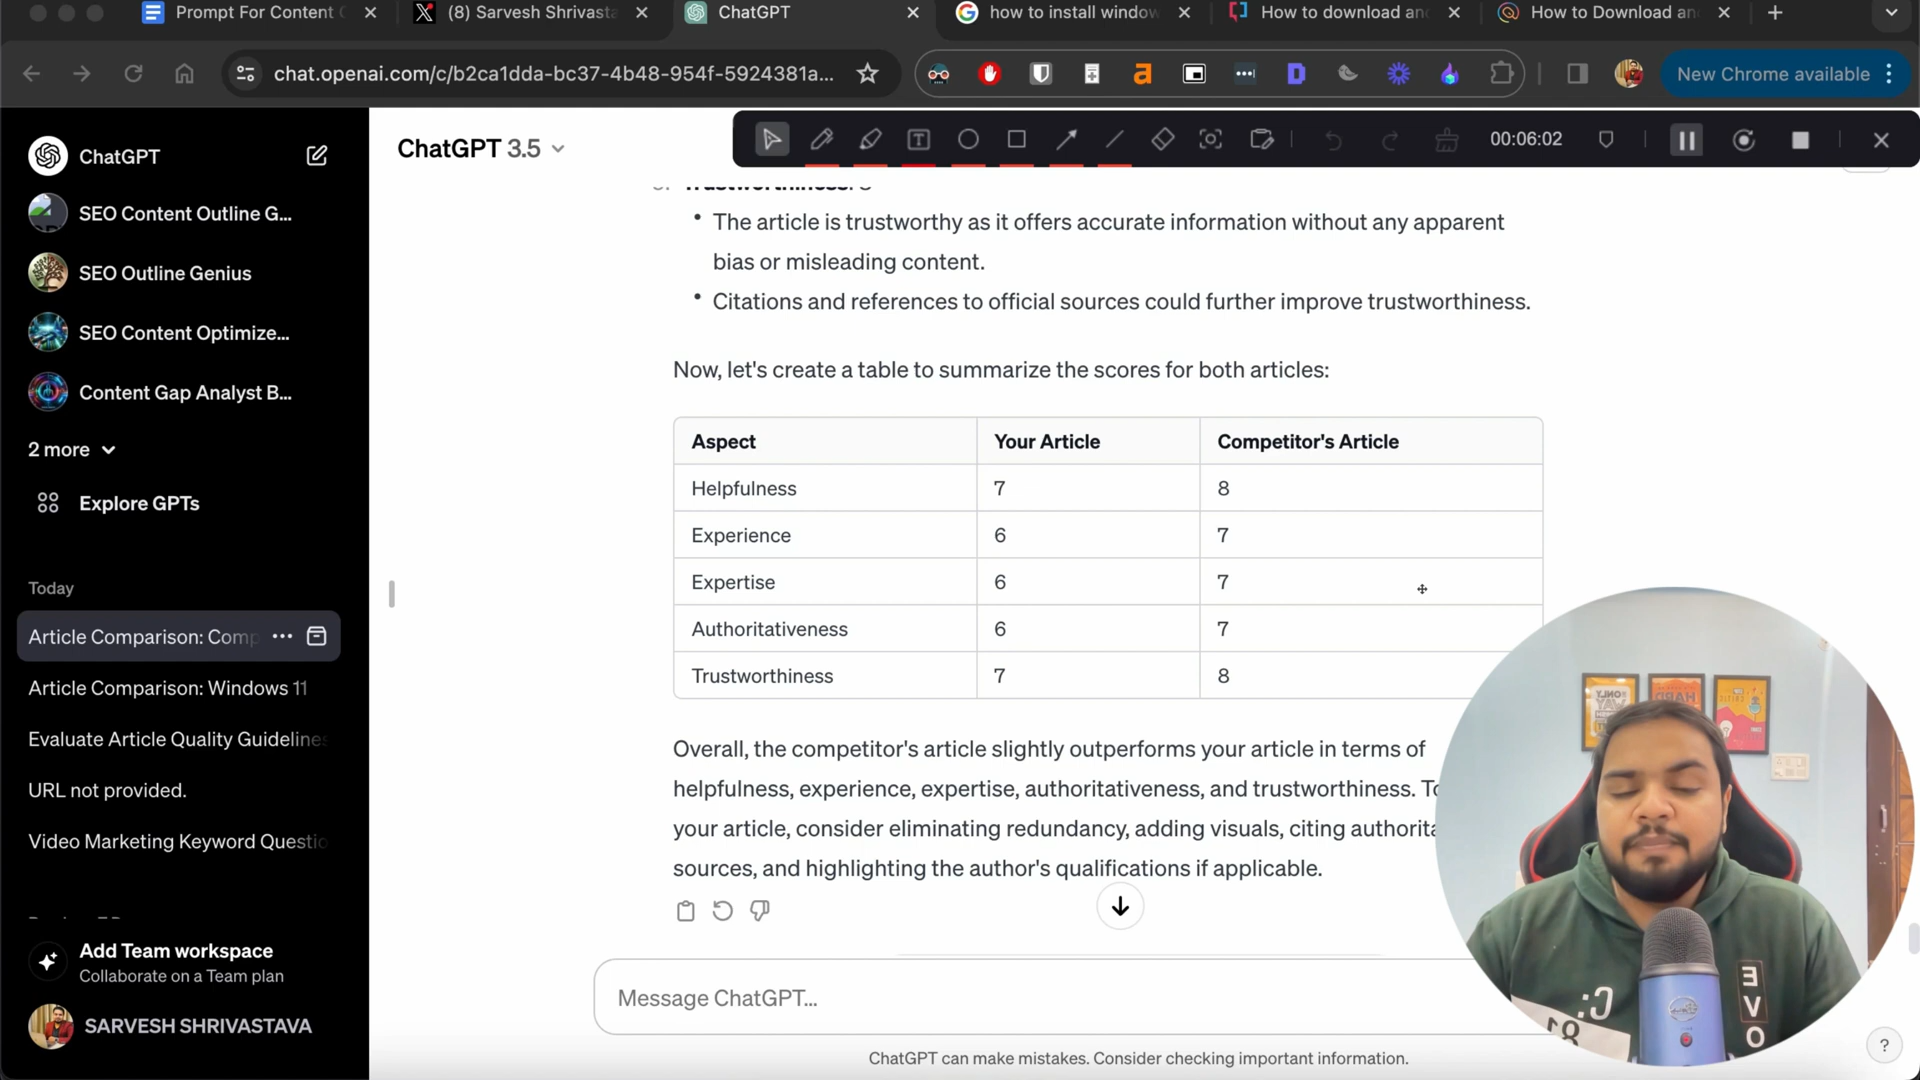 Prompt For Content
(8) Sarvesh Shrivasta
ChatGPT
how to install window
How to download an
How to Download an
chat.openai.com/c/b2ca1dda-bc37-4b48-954f-5924381a...
New Chrome available
ChatGPT
SEO Content Outline G...
SEO Outline Genius
SEO Content Optimize...
Content Gap Analyst B...
2 more
Explore GPTs
Today
Article Comparison: Comp
Article Comparison: Windows 11
Evaluate Article Quality Guidelines
URL not provided.
Video Marketing Keyword Questio
Add Team workspace
Collaborate on a Team plan
SARVESH SHRIVASTAVA
ChatGPT 3.5
00:06:02
The article is trustworthy as it offers accurate information without any apparent
bias or misleading content.
Citations and references to official sources could further improve trustworthiness.
Now, let's create a table to summarize the scores for both articles:
Aspect Your Article Competitor's Article
Helpfulness 7 8
Experience 6 7
Expertise 6 7
Authoritativeness 6 7
Trustworthiness 7 8
Overall, the competitor's article slightly outperforms your article in terms of
helpfulness, experience, expertise, authoritativeness, and trustworthiness.
your article, consider eliminating redundancy, adding visuals, citing
sources, and highlighting the author's qualifications if applicable.
Message ChatGPT...
ChatGPT can make mistakes. Consider checking important information.
?